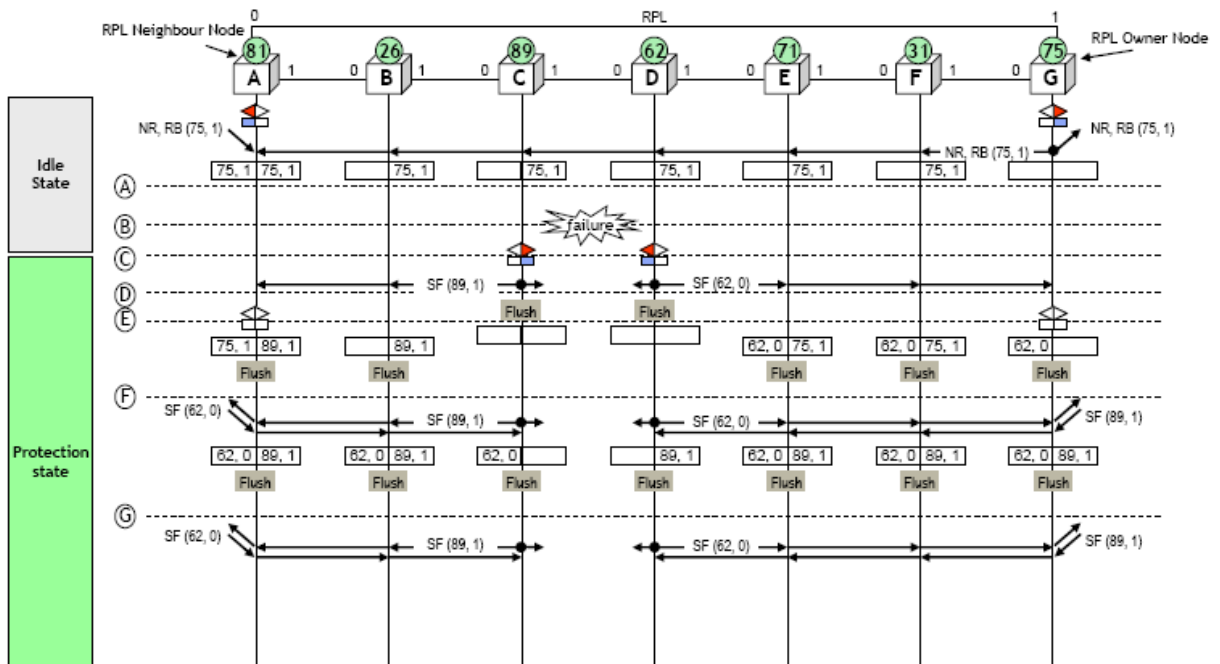 0 RPL 1
RPL Neighbour Node
RPL Owner Node
81 26 89 62 71 31 75
A 1 0 B 1 0 C 1 0 D 1 0 E 1 0 F 1 0 G
Idle State
NR, RB (75, 1)
NR, RB (75, 1)
NR, RB (75, 1)
75, 1 75, 1 75, 1 75, 1 75, 1 75, 1 75, 1
A
B
failure
C
Protection state
SF (89, 1) SF (62, 0)
D
Flush Flush
E
75, 1 89, 1 89, 1 62, 0 75, 1 62, 0 75, 1 62, 0
Flush Flush Flush Flush Flush
F
SF (62, 0) SF (89, 1) SF (62, 0) SF (89, 1)
62, 0 89, 1 62, 0 89, 1 62, 0 89, 1 62, 0 89, 1 62, 0 89, 1 62, 0 89, 1
Flush Flush Flush Flush Flush Flush Flush
G
SF (62, 0) SF (89, 1) SF (62, 0) SF (89, 1)